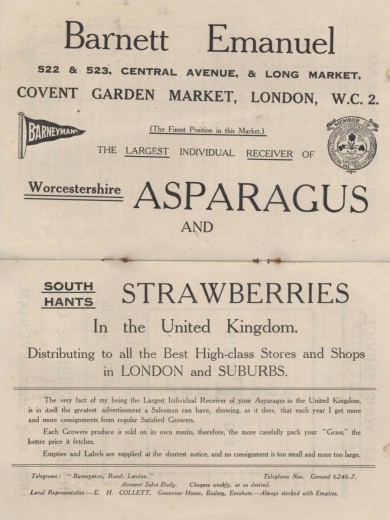 Barnett Emanuel
522 & 523, CENTRAL AVENUE, & LONG MARKET,
COVENT GARDEN MARKET, LONDON, W.C. 2.
BARNEYMAN
(The Finest Position in this Market.)
MEMBER OF
THE LARGEST INDIVIDUAL RECEIVER OF
Worcestershire ASPARAGUS
AND
SOUTH HANTS STRAWBERRIES
In the United Kingdom.
Distributing to all the Best High-class Stores and Shops
in LONDON and SUBURBS.
The very fact of my being the Largest Individual Receiver of your Asparagus in the United Kingdom,
is in itself the greatest advertisement a Salesman can have, showing, as it does, that each year I get more
and more consignments from regular Satisfied Growers.
Each Growers produce is sold on its own merits, therefore, the more carefully pack your "Grass," the
better price it fetches.
Empties and Labels are supplied at the shortest notice, and no consignment is too small and none too large.
Telegrams: "Barneyman, Rand, London." Telephone Nos. Gerrard 6246-7.
Account Sales Daily. Cheques weekly, or as desired.
Local Representative:—E. H. COLLETT, Grosvenor House, Badsey, Evesham.—Always stocked with Empties.